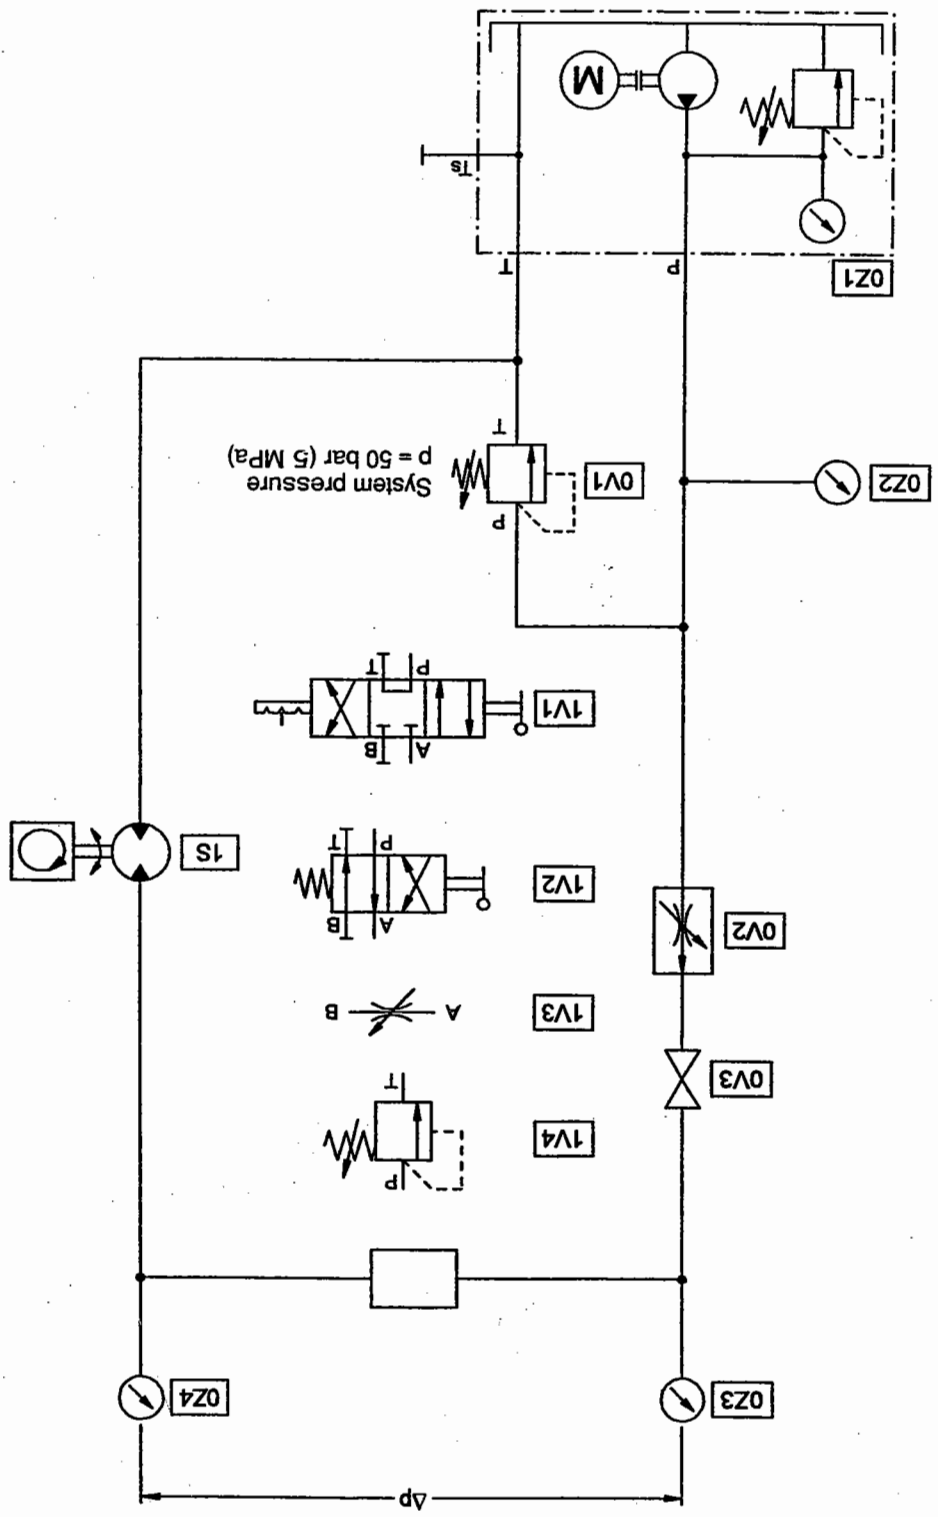 Δp
0Z3
0Z4
P
1V4
T
0V3
1V3
A
B
0V2
A B
1V2
P T
1S
A B
1V1
P T
P
0Z2
0V1
System pressure
p = 50 bar (5 MPa)
T
0Z1
P
T
Ts
M